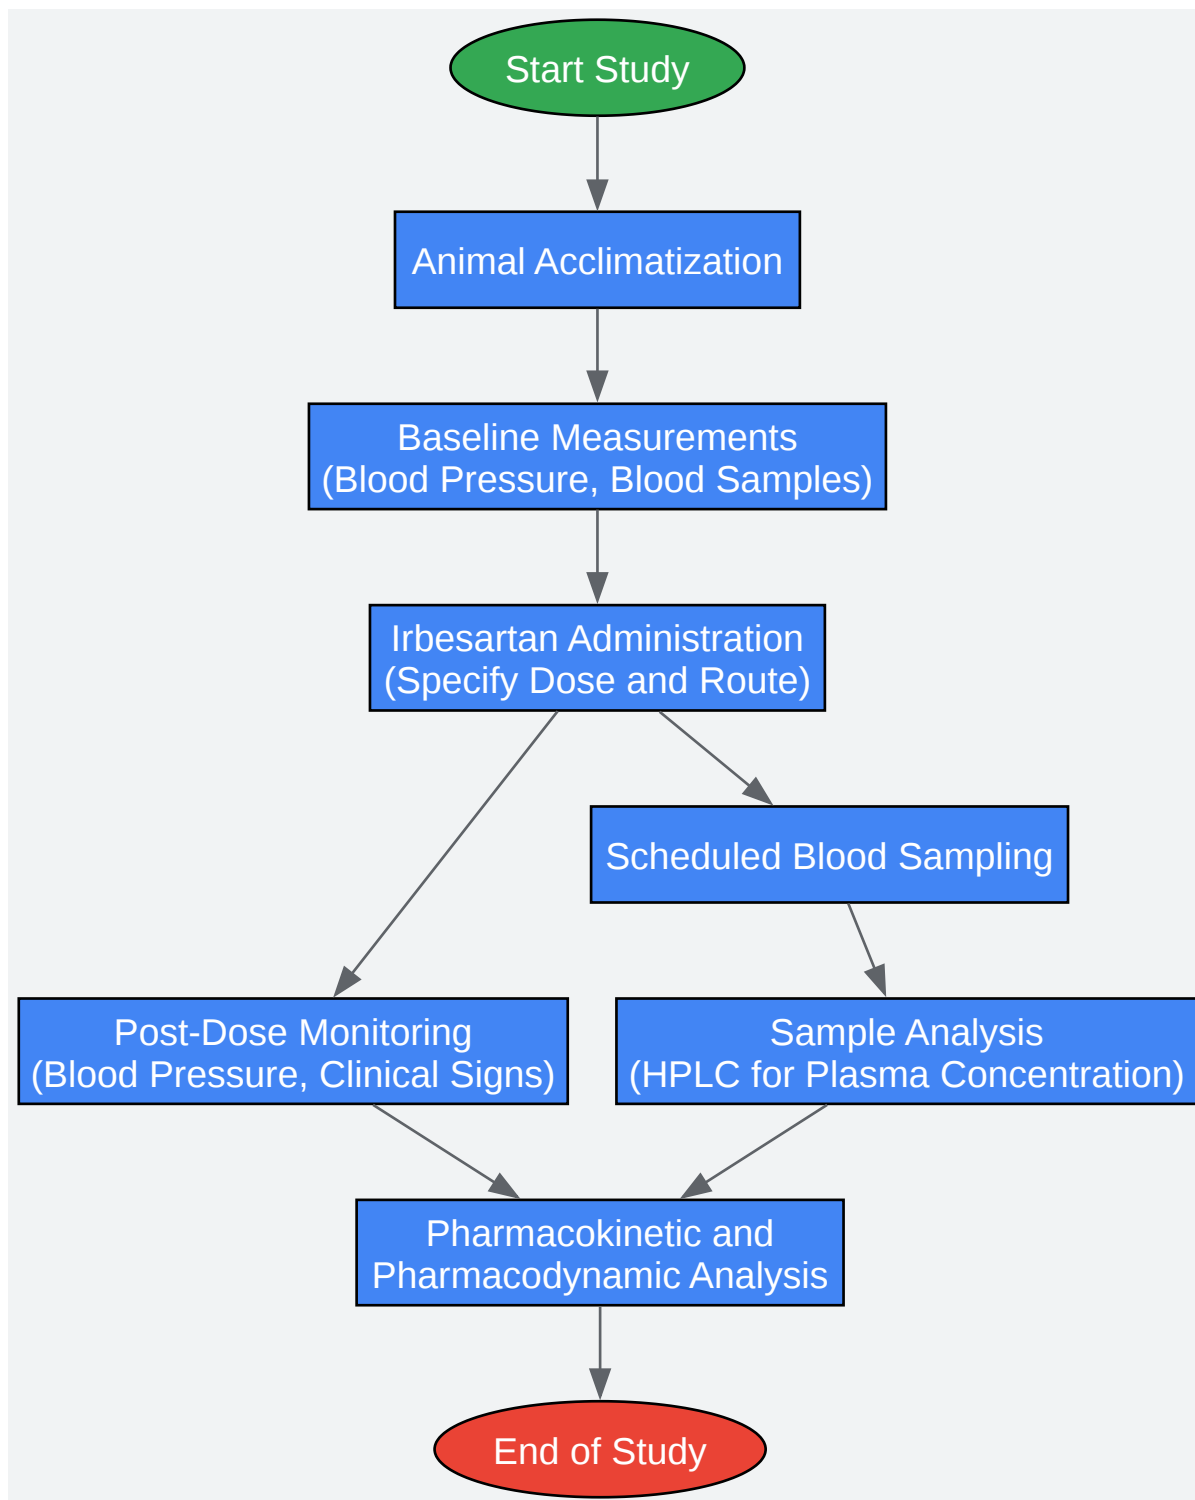 Start Study
Animal Acclimatization
Baseline Measurements
(Blood Pressure, Blood Samples)
Irbesartan Administration
(Specify Dose and Route)
Scheduled Blood Sampling
Post-Dose Monitoring
(Blood Pressure, Clinical Signs)
Sample Analysis
(HPLC for Plasma Concentration)
Pharmacokinetic and
Pharmacodynamic Analysis
End of Study